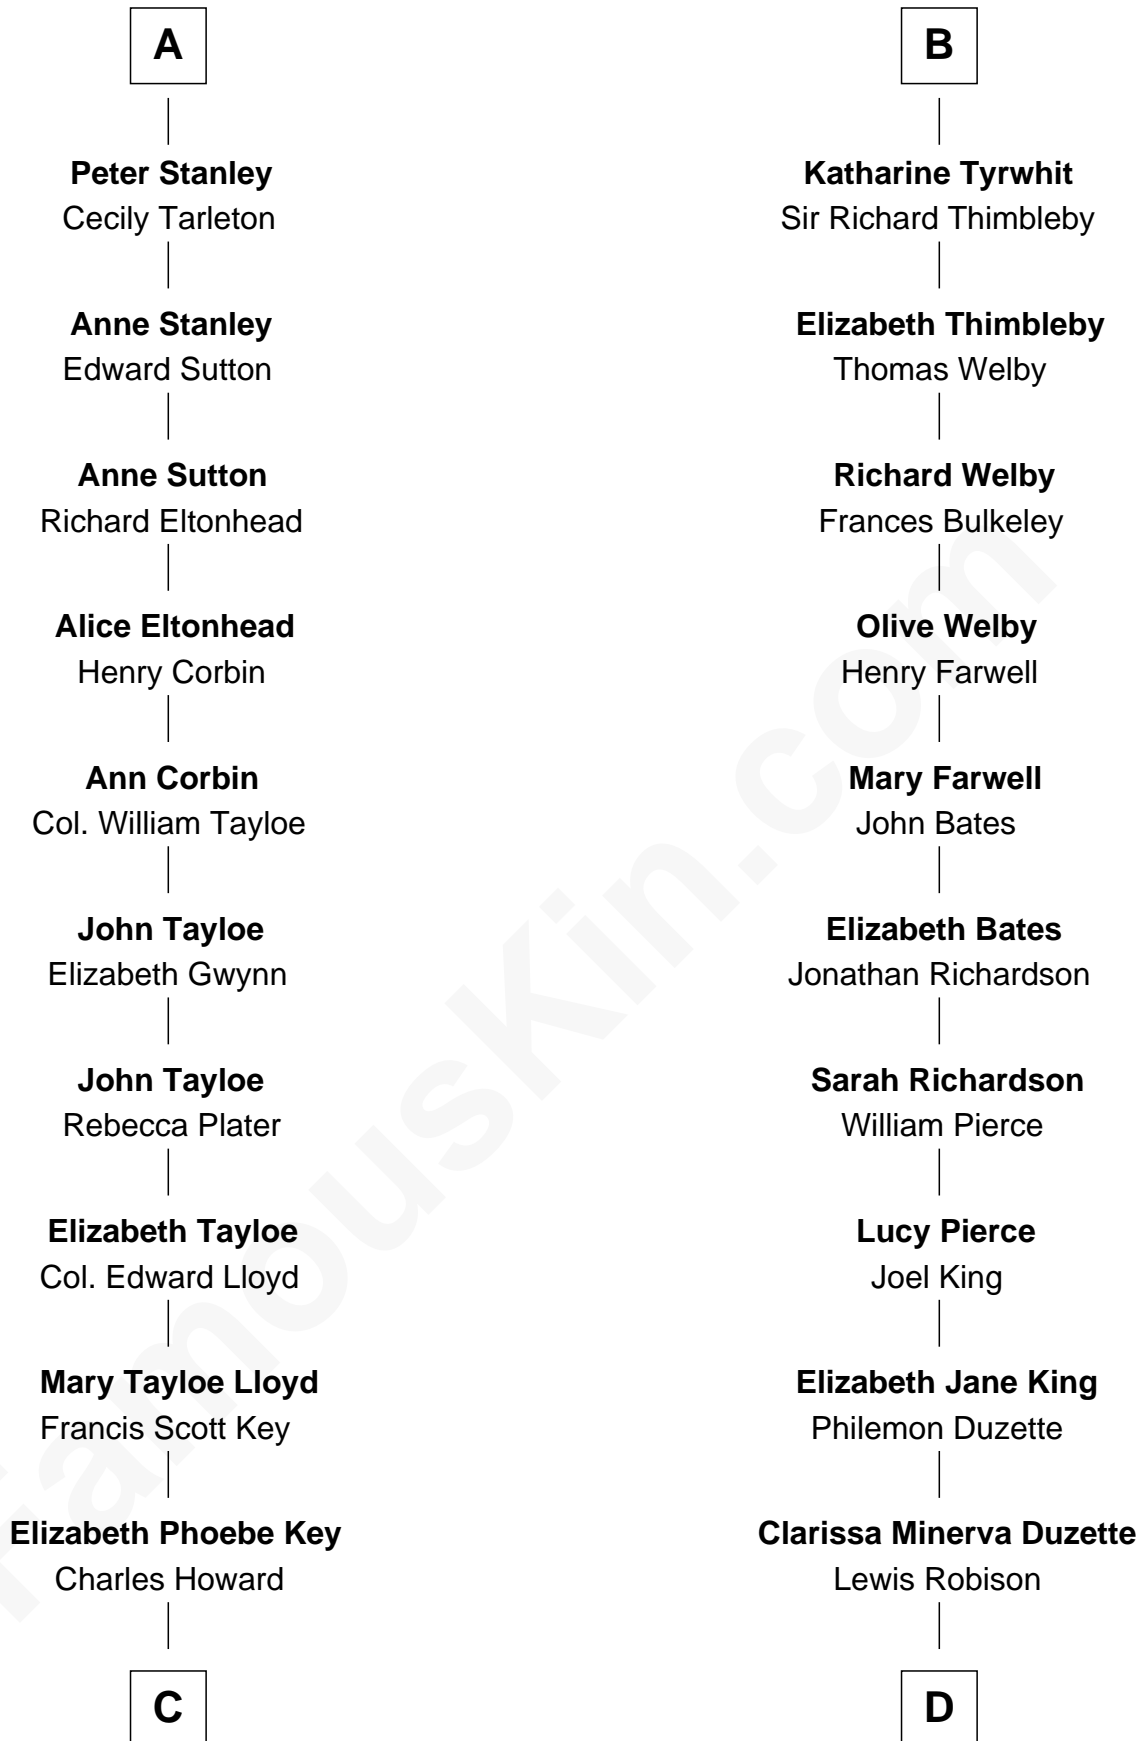 A
Peter Stanley
Cecily Tarleton
Anne Stanley
Edward Sutton
Anne Sutton
Richard Eltonhead
Alice Eltonhead
Henry Corbin
Ann Corbin
Col. William Tayloe
John Tayloe
Elizabeth Gwynn
John Tayloe
Rebecca Plater
Elizabeth Tayloe
Col. Edward Lloyd
Mary Tayloe Lloyd
Francis Scott Key
Elizabeth Phoebe Key
Charles Howard
C
B
Katharine Tyrwhit
Sir Richard Thimbleby
Elizabeth Thimbleby
Thomas Welby
Richard Welby
Frances Bulkeley
Olive Welby
Henry Farwell
Mary Farwell
John Bates
Elizabeth Bates
Jonathan Richardson
Sarah Richardson
William Pierce
Lucy Pierce
Joel King
Elizabeth Jane King
Philemon Duzette
Clarissa Minerva Duzette
Lewis Robison
D
FamousKin.com